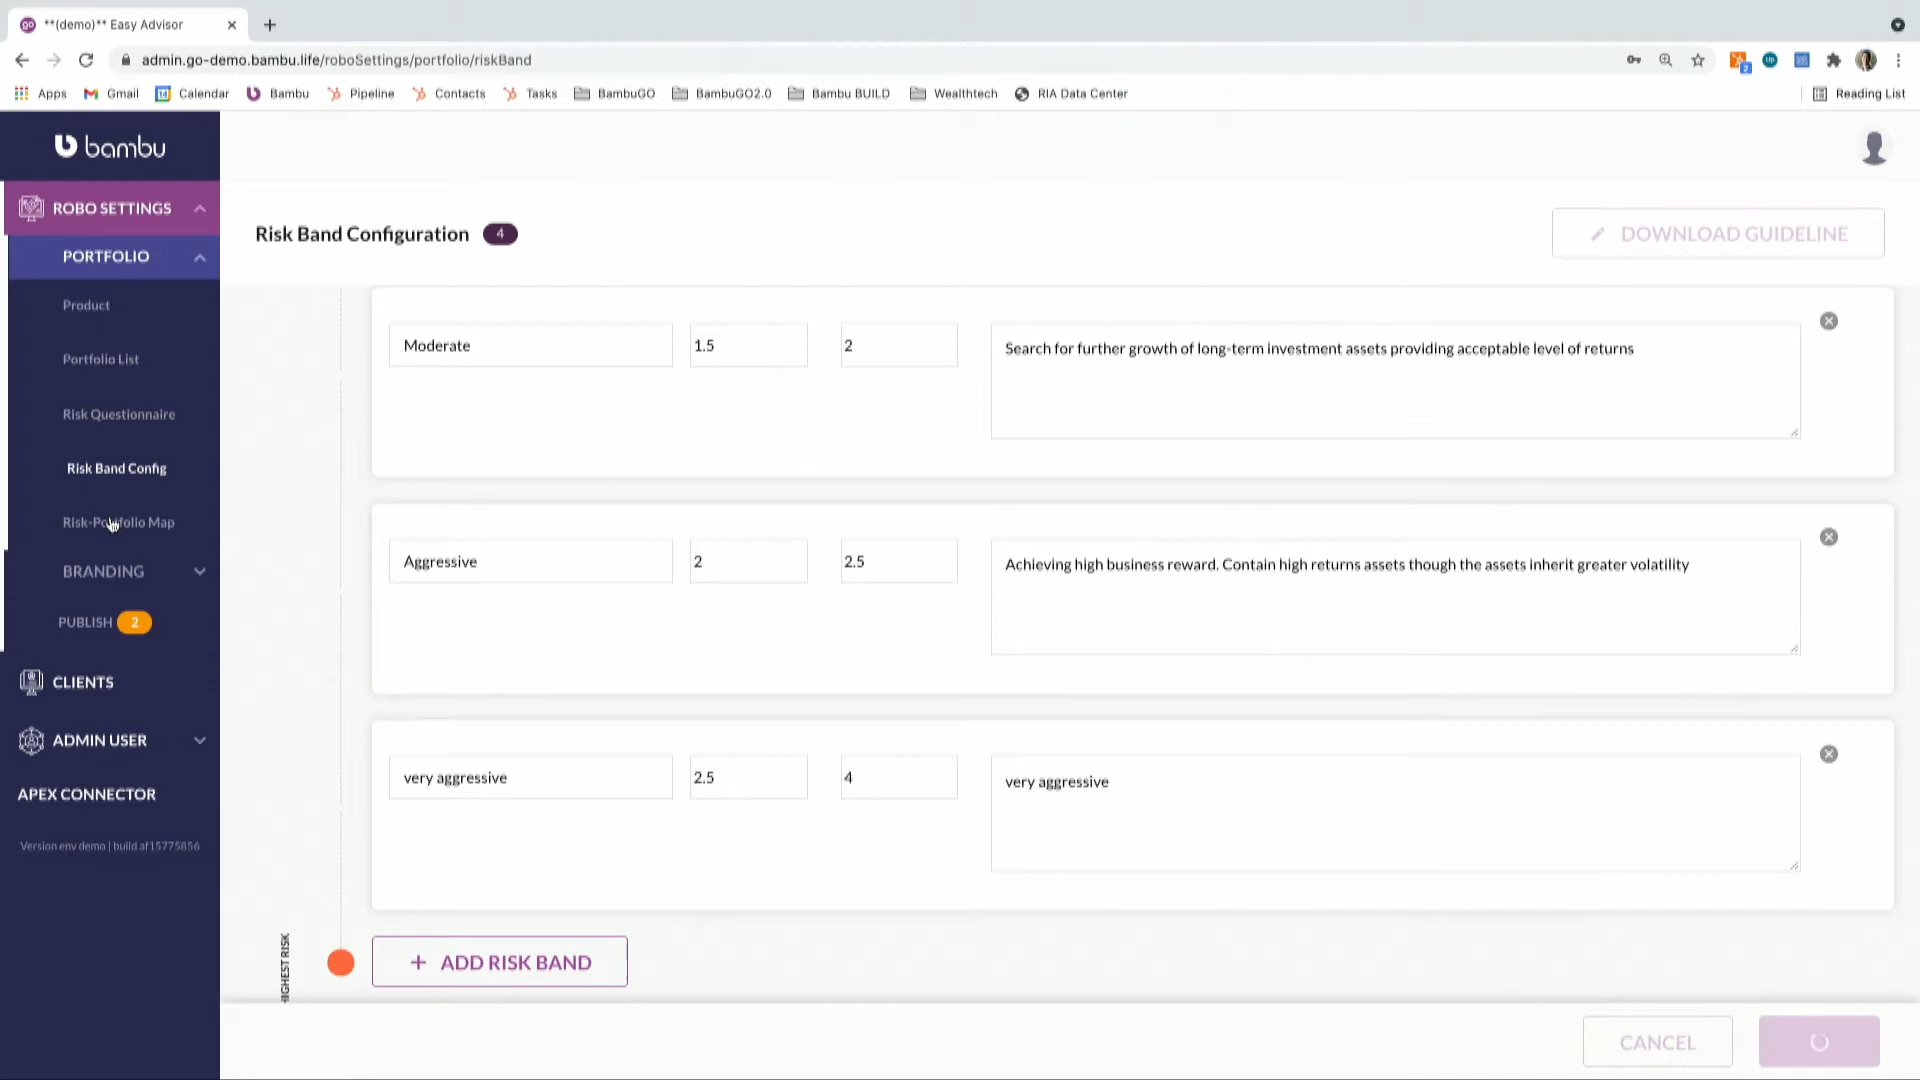 **(demo)** Easy Advisor
admin.go-demo.bambu.life/roboSettings/portfolio/riskBand
Apps Gmail Calendar Bambu Pipeline Contacts Tasks BambuGO BambuGO2.0 Bambu BUILD Wealthtech RIA Data Center Reading List
bambu
ROBO SETTINGS
PORTFOLIO
Product
Portfolio List
Risk Questionnaire
Risk Band Config
Risk-Portfolio Map
BRANDING
PUBLISH 2
CLIENTS
ADMIN USER
APEX CONNECTOR
Version env demo | build af15775856
Risk Band Configuration 4
DOWNLOAD GUIDELINE
Moderate 1.5 2 Search for further growth of long-term investment assets providing acceptable level of returns
Aggressive 2 2.5 Achieving high business reward. Contain high returns assets though the assets inherit greater volatility
very aggressive 2.5 4 very aggressive
HIGHEST RISK
+ ADD RISK BAND
CANCEL